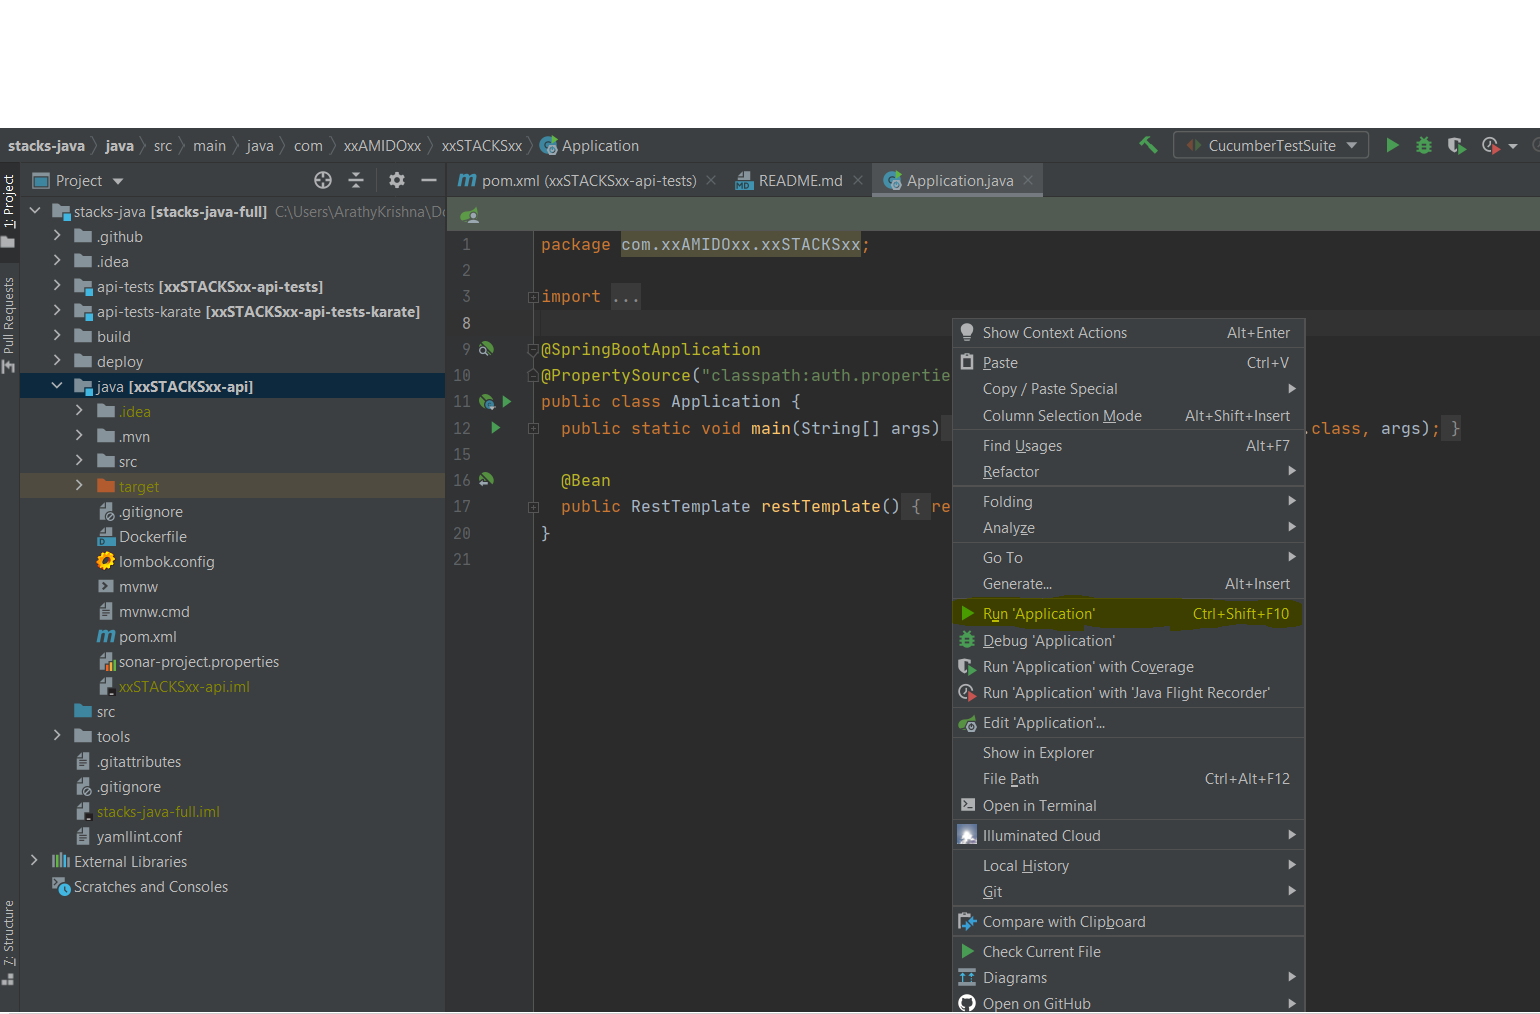 stacks-java java src main java com xxAMIDOxx xxSTACKSxx Application
CucumberTestSuite
1: Project
Pull Requests
7: Structure
Project
stacks-java [stacks-java-full] C:\Users\ArathyKrishna\Do
.github
.idea
api-tests [xxSTACKSxx-api-tests]
api-tests-karate [xxSTACKSxx-api-tests-karate]
build
deploy
java [xxSTACKSxx-api]
.idea
.mvn
src
target
.gitignore
Dockerfile
lombok.config
mvnw
mvnw.cmd
pom.xml
sonar-project.properties
xxSTACKSxx-api.iml
src
tools
.gitattributes
.gitignore
stacks-java-full.iml
yamllint.conf
External Libraries
Scratches and Consoles
pom.xml (xxSTACKSxx-api-tests) README.md Application.java
1 package com.xxAMIDOxx.xxSTACKSxx;
2
3 import ...
8
9 @SpringBootApplication
10 @PropertySource("classpath:auth.propertie
11 public class Application {
12 public static void main(String[] args) .class, args); }
15
16 @Bean
17 public RestTemplate restTemplate() { re
20 }
21
Show Context Actions Alt+Enter
Paste Ctrl+V
Copy / Paste Special
Column Selection Mode Alt+Shift+Insert
Find Usages Alt+F7
Refactor
Folding
Analyze
Go To
Generate... Alt+Insert
Run 'Application' Ctrl+Shift+F10
Debug 'Application'
Run 'Application' with Coverage
Run 'Application' with 'Java Flight Recorder'
Edit 'Application'...
Show in Explorer
File Path Ctrl+Alt+F12
Open in Terminal
Illuminated Cloud
Local History
Git
Compare with Clipboard
Check Current File
Diagrams
Open on GitHub